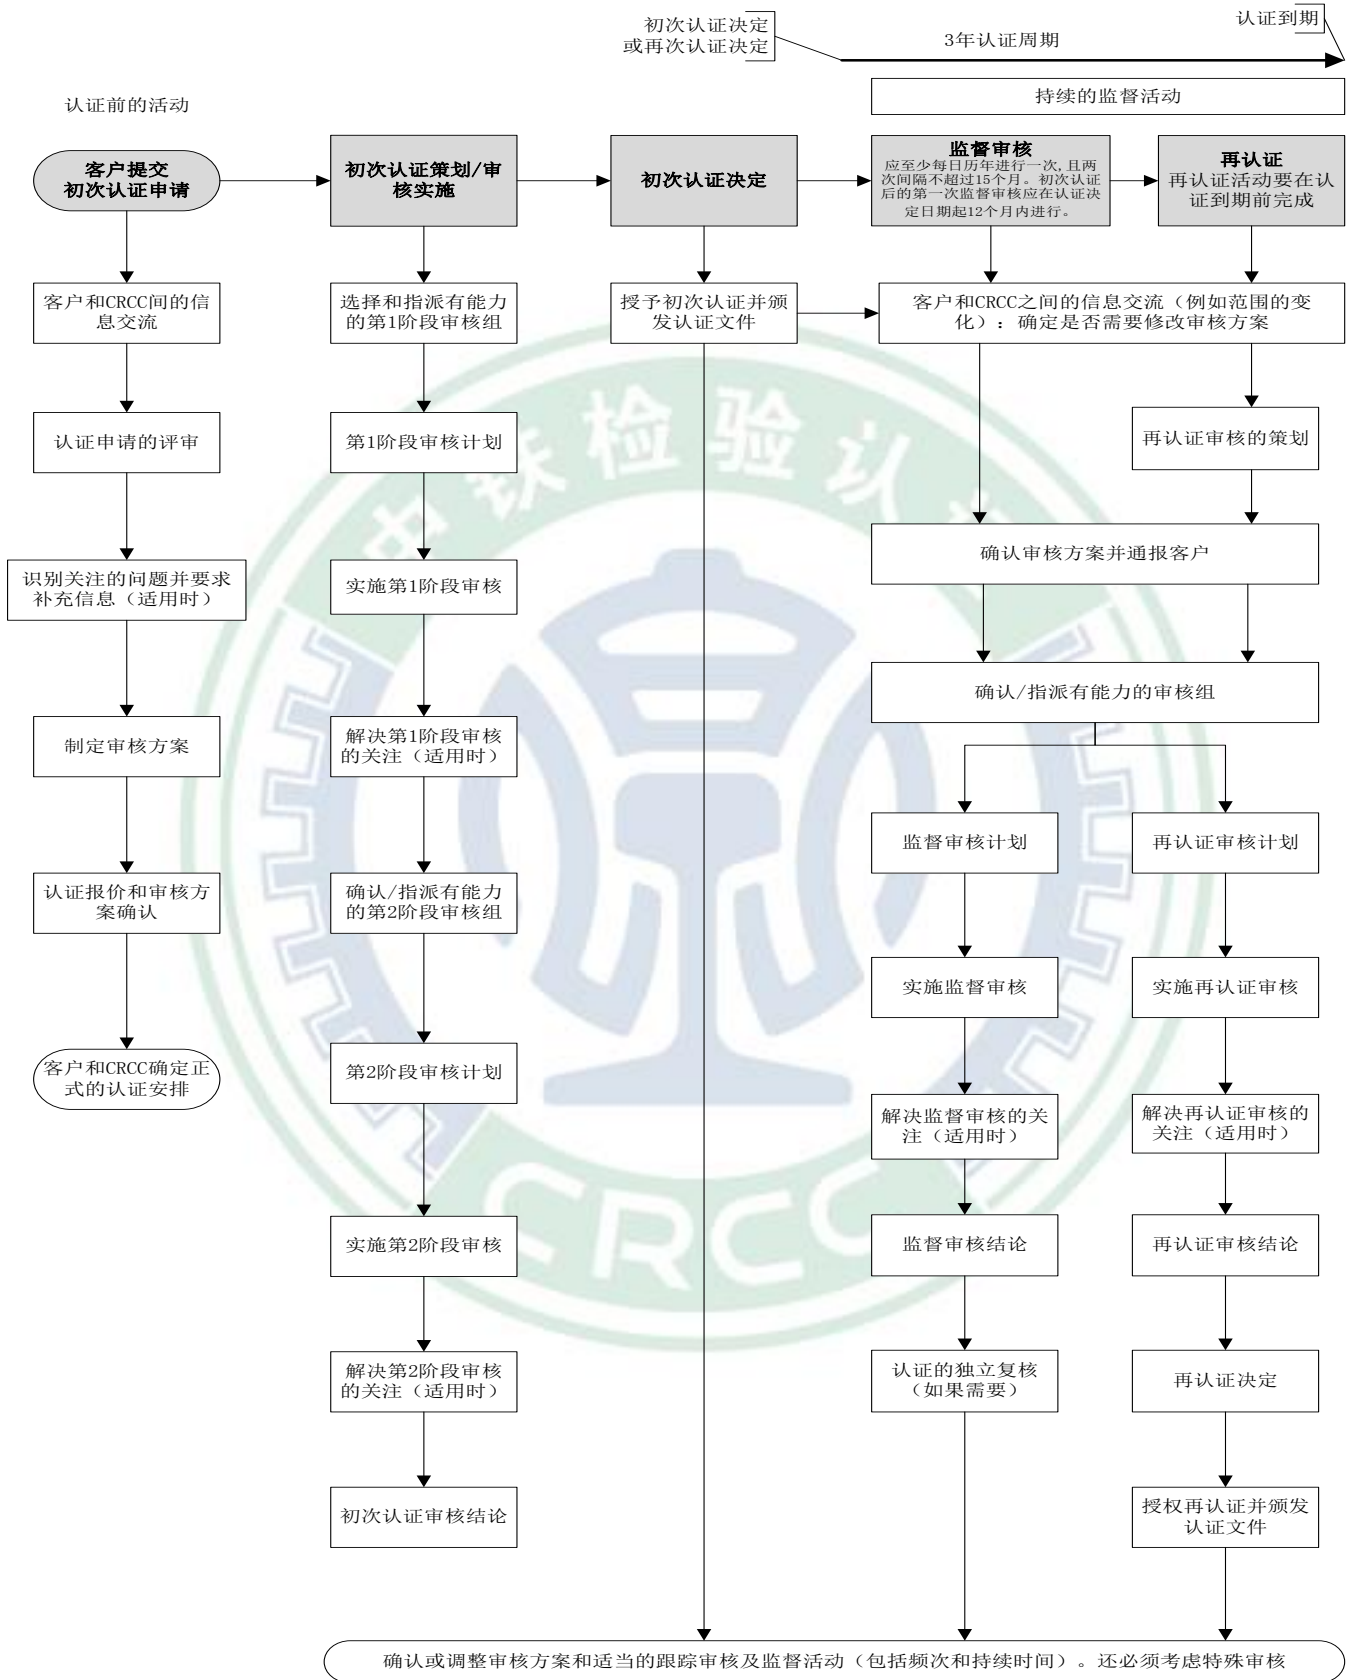 初次认证决定
或再次认证决定
3年认证周期
认证到期
认证前的活动
持续的监督活动
客户提交
初次认证申请
初次认证策划/审
核实施
初次认证决定
监督审核
应至少每日历年进行一次,且两
次间隔不超过15个月。初次认证
后的第一次监督审核应在认证决
定日期起12个月内进行。
再认证
再认证活动要在认
证到期前完成
客户和CRCC间的信
息交流
选择和指派有能力
的第1阶段审核组
授予初次认证并颁
发认证文件
客户和CRCC之间的信息交流（例如范围的变
化）：确定是否需要修改审核方案
认证申请的评审
第1阶段审核计划
再认证审核的策划
识别关注的问题并要求
补充信息（适用时）
实施第1阶段审核
确认审核方案并通报客户
制定审核方案
解决第1阶段审核
的关注（适用时）
确认/指派有能力的审核组
认证报价和审核方
案确认
确认/指派有能力
的第2阶段审核组
监督审核计划
再认证审核计划
客户和CRCC确定正
式的认证安排
第2阶段审核计划
实施监督审核
实施再认证审核
解决监督审核的关
注（适用时）
解决再认证审核的
关注（适用时）
实施第2阶段审核
监督审核结论
再认证审核结论
解决第2阶段审核
的关注（适用时）
认证的独立复核
（如果需要）
再认证决定
初次认证审核结论
授权再认证并颁发
认证文件
确认或调整审核方案和适当的跟踪审核及监督活动（包括频次和持续时间）。还必须考虑特殊审核
中铁检验认
CRCC